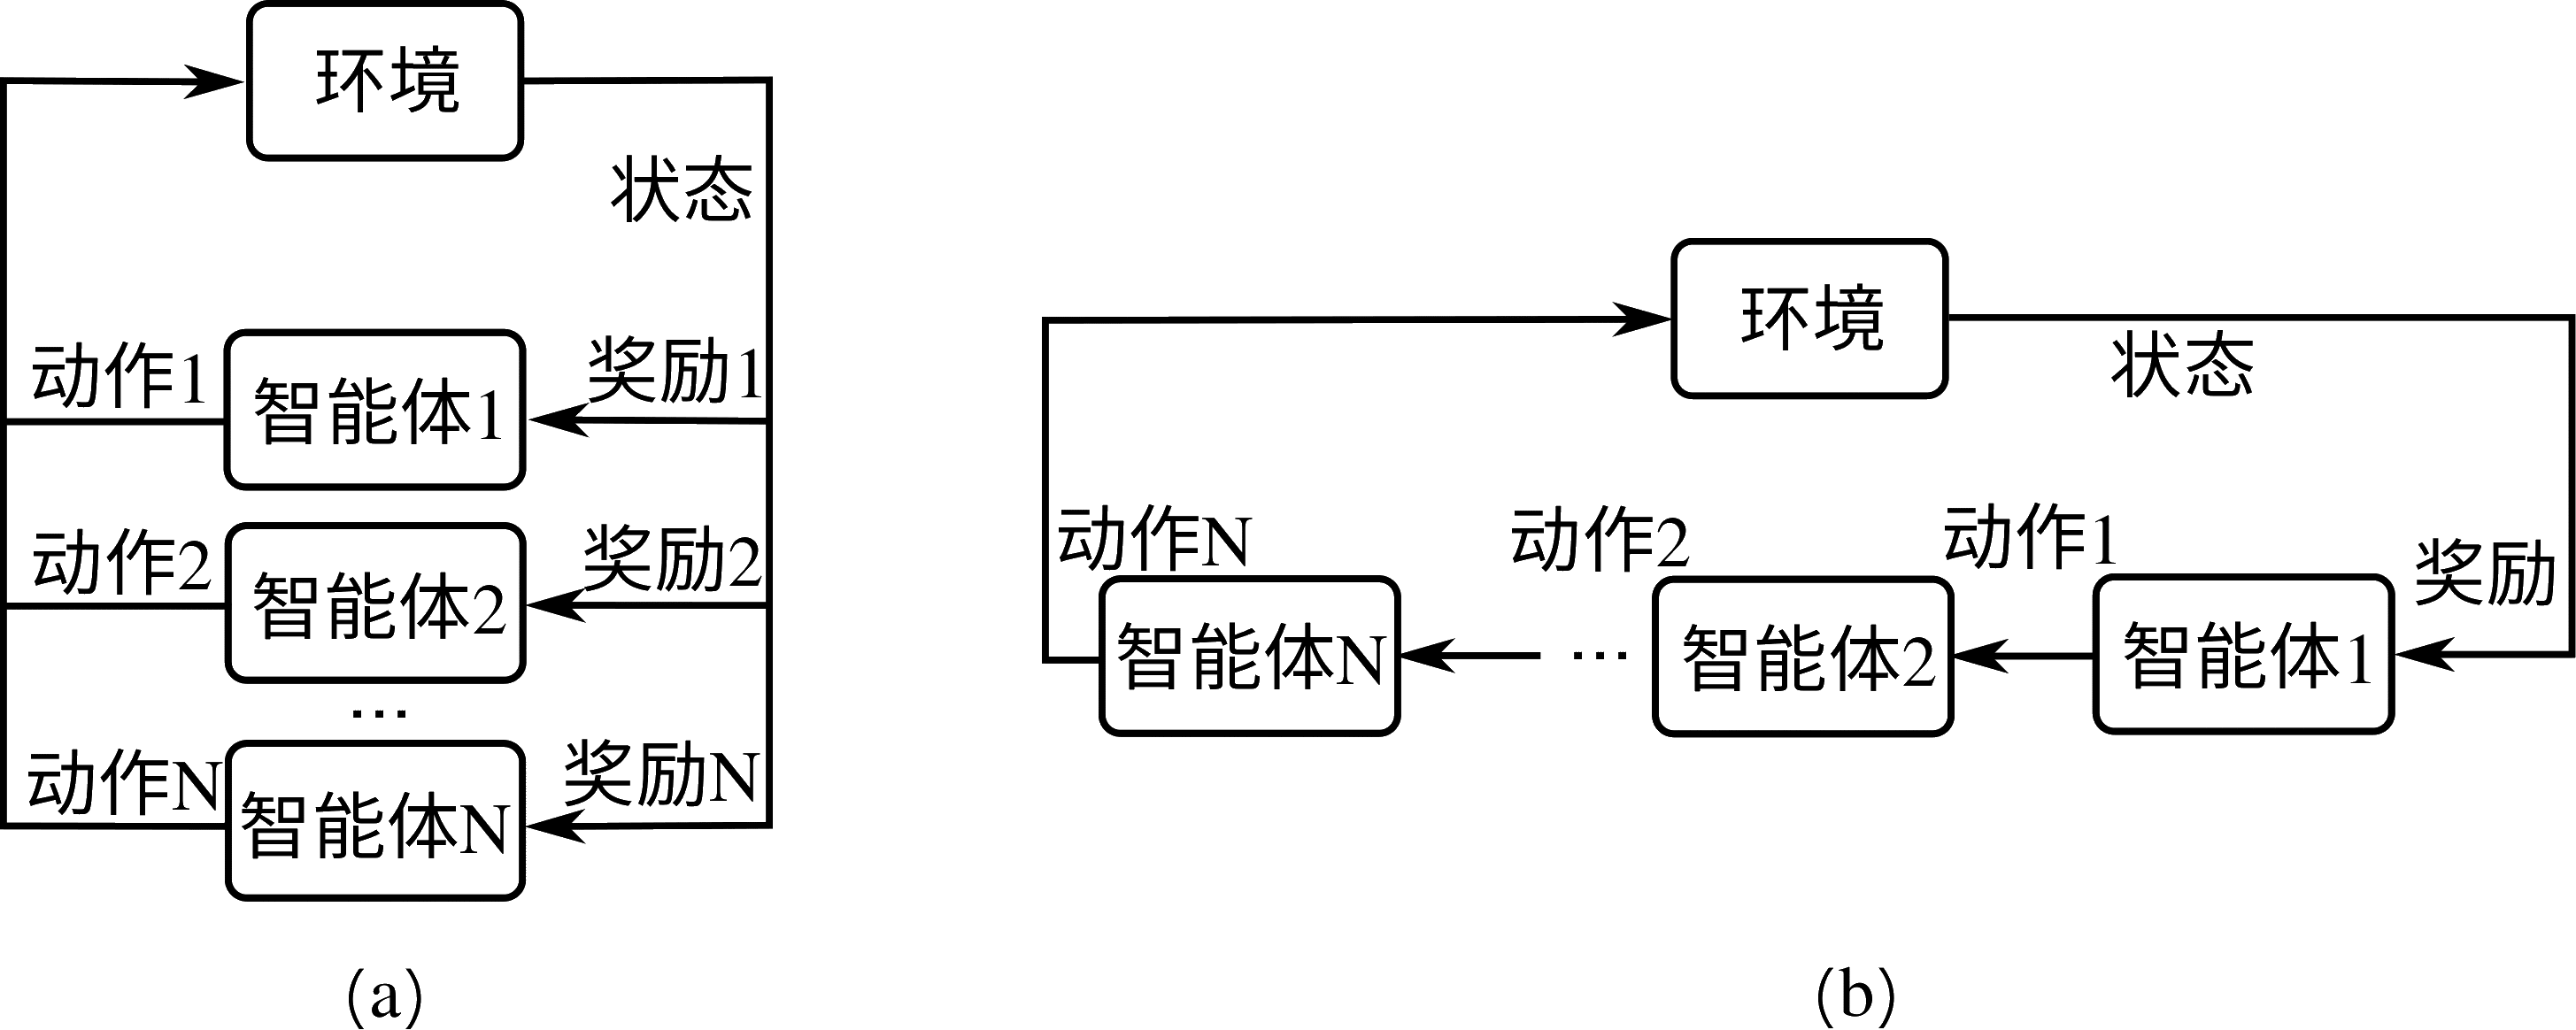 环境
状态
动作1
智能体1
奖励1
动作2
智能体2
奖励2
...
动作N
智能体N
奖励N
(a)
环境
状态
动作N
动作2
动作1
奖励
智能体N
...
智能体2
智能体1
(b)